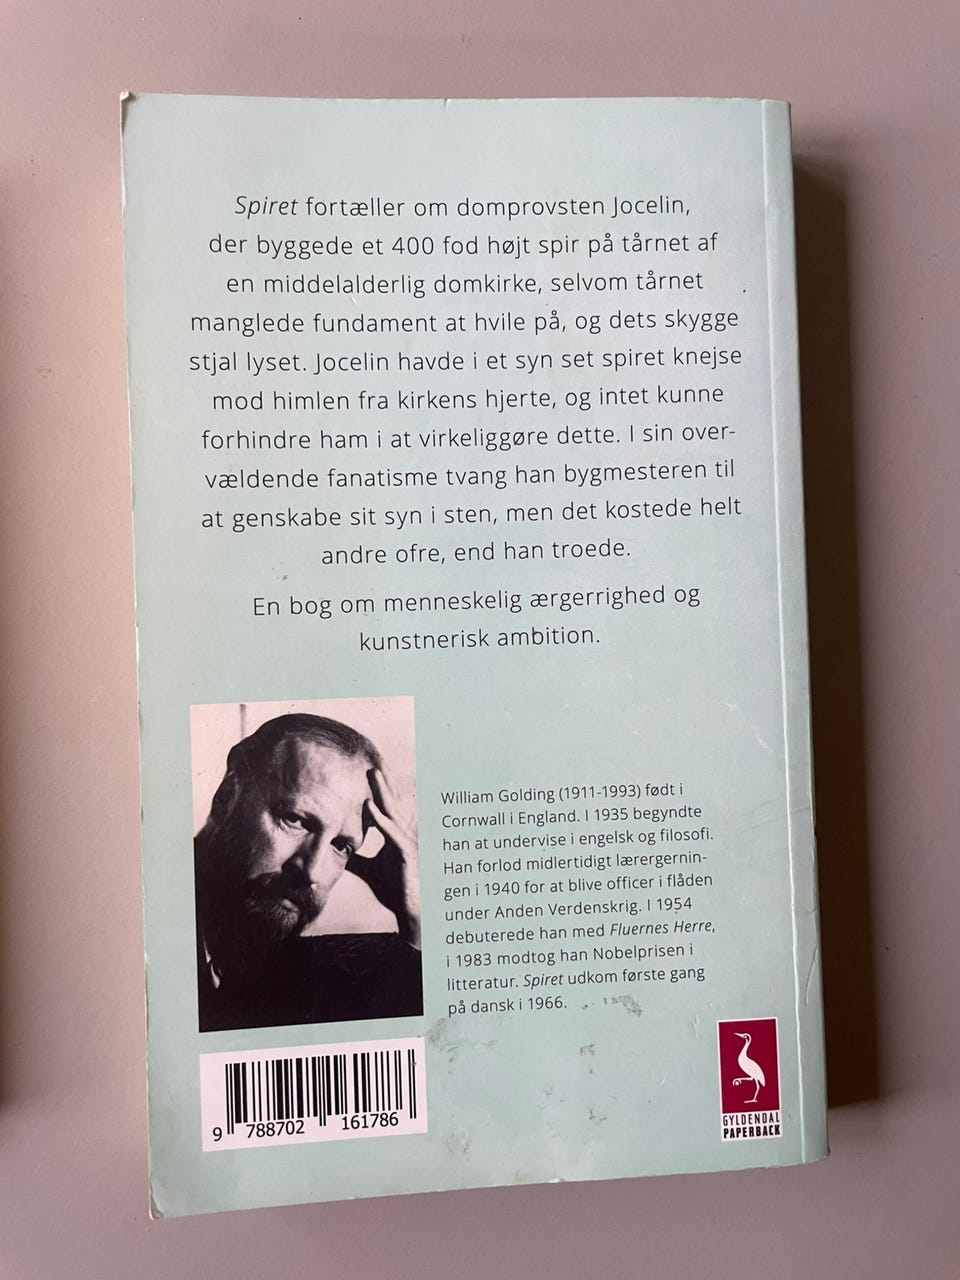 Spiret fortæller om domprovsten Jocelin,
der byggede et 400 fod højt spir på tårnet af
en middelalderlig domkirke, selvom tårnet
manglede fundament at hvile på, og dets skygge
stjal lyset. Jocelin havde i et syn set spiret knejse
mod himlen fra kirkens hjerte, og intet kunne
forhindre ham i at virkeliggøre dette. I sin over-
vældende fanatisme tvang han bygmesteren til
at genskabe sit syn i sten, men det kostede helt
andre ofre, end han troede.
En bog om menneskelig ærgerrighed og
kunstnerisk ambition.
William Golding (1911-1993) født i
Cornwall i England. I 1935 begyndte
han at undervise i engelsk og filosofi.
Han forlod midlertidigt lærergernin-
gen i 1940 for at blive officer i flåden
under Anden Verdenskrig. I 1954
debuterede han med Fluernes Herre,
i 1983 modtog han Nobelprisen i
litteratur. Spiret udkom første gang
på dansk i 1966.
9 788702 161786
GYLDENDAL
PAPERBACK